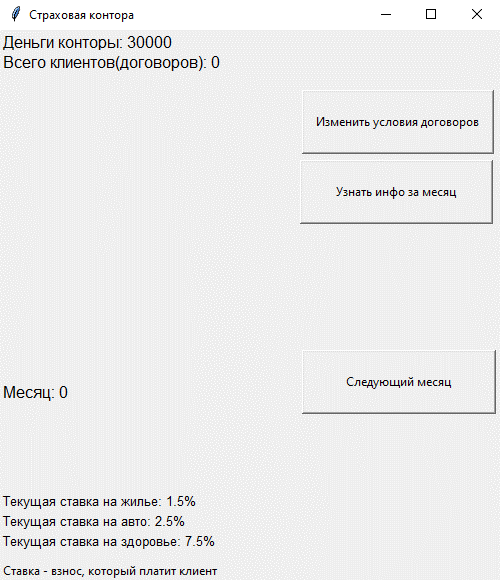 Страховая контора
Деньги конторы: 30000
Всего клиентов(договоров): 0
Изменить условия договоров
Узнать инфо за месяц
Следующий месяц
Месяц: 0
Текущая ставка на жилье: 1.5%
Текущая ставка на авто: 2.5%
Текущая ставка на здоровье: 7.5%
Ставка - взнос, который платит клиент